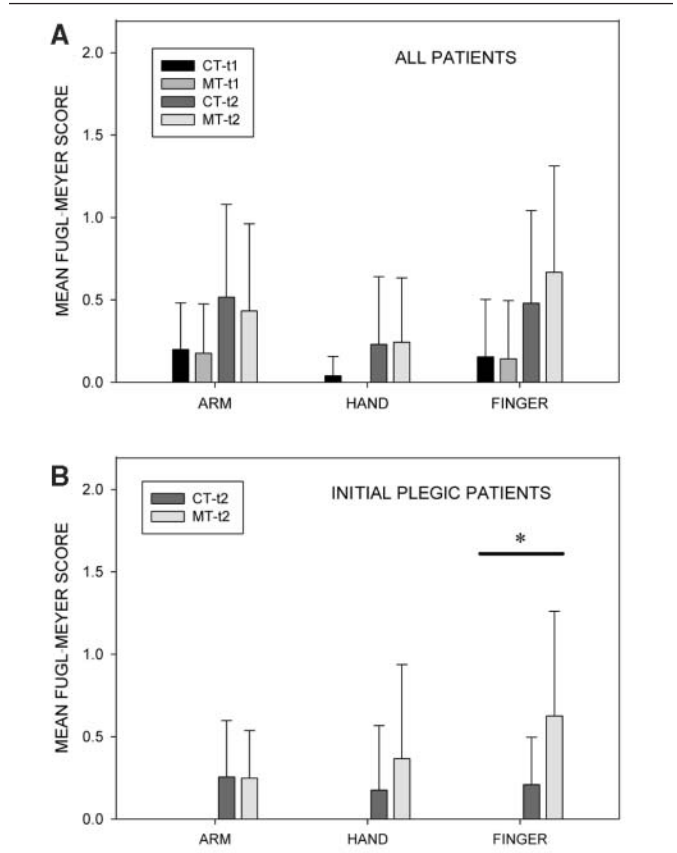 A
ALL PATIENTS
CT-t1
MT-t1
CT-t2
MT-t2
MEAN FUGL-MEYER SCORE
2.0
1.5
1.0
0.5
0.0
ARM HAND FINGER
B
INITIAL PLEGIC PATIENTS
CT-t2
MT-t2
*
MEAN FUGL-MEYER SCORE
2.0
1.5
1.0
0.5
0.0
ARM HAND FINGER